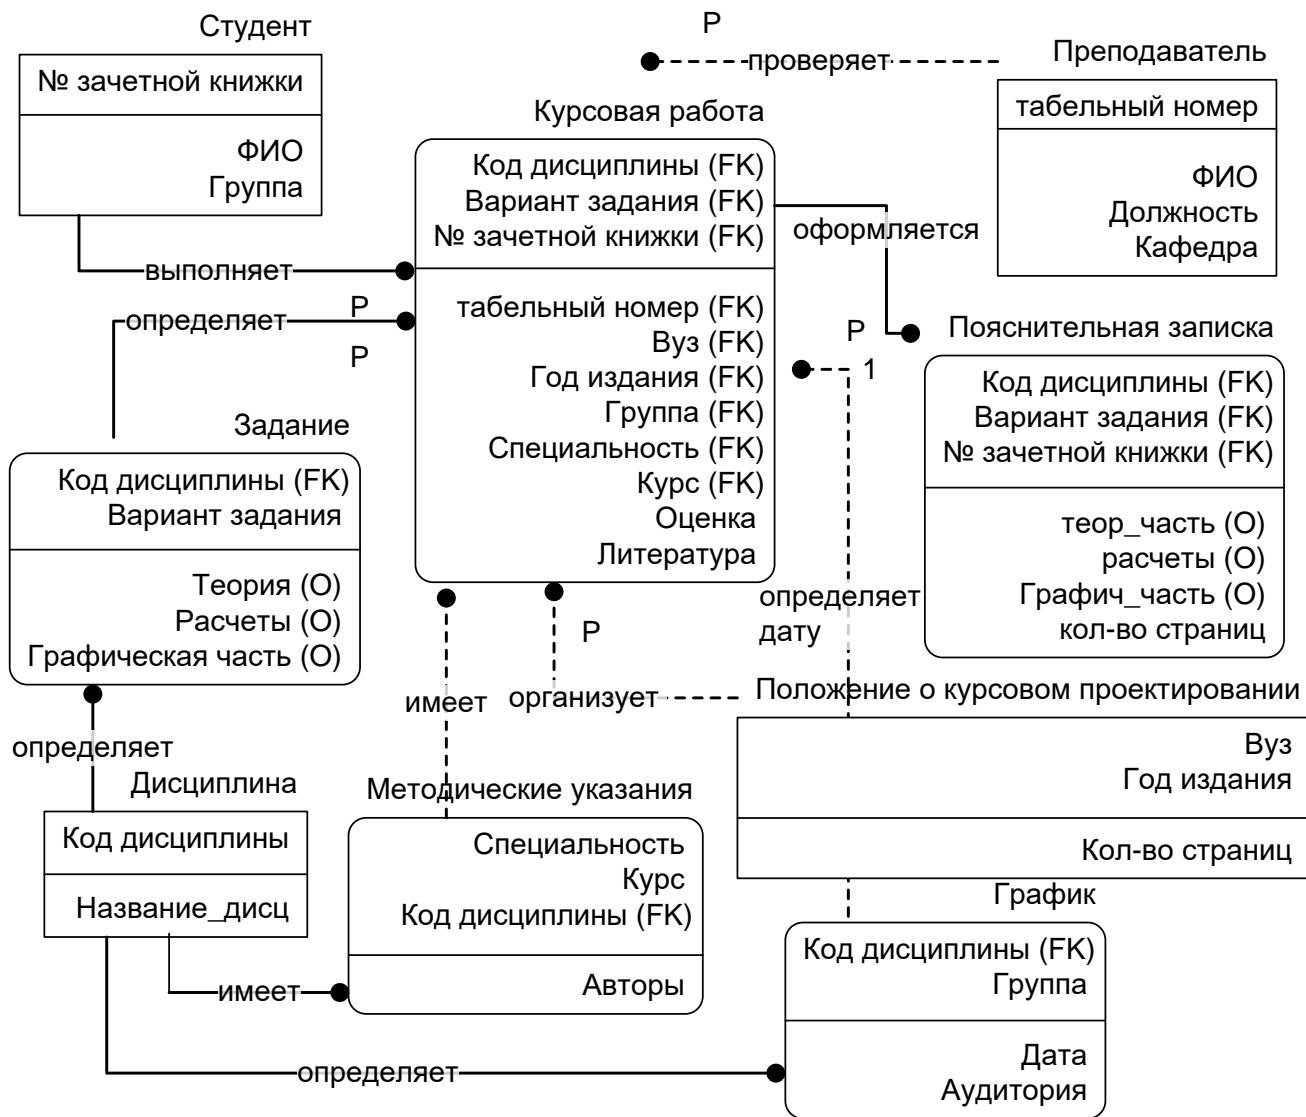 Студент
№ зачетной книжки
ФИО
Группа
P
проверяет
Преподаватель
табельный номер
ФИО
Должность
Кафедра
Курсовая работа
Код дисциплины (FK)
Вариант задания (FK)
№ зачетной книжки (FK)
табельный номер (FK)
Вуз (FK)
Год издания (FK)
Группа (FK)
Специальность (FK)
Курс (FK)
Оценка
Литература
выполняет
P
определяет
P
оформляется
P
1
Пояснительная записка
Код дисциплины (FK)
Вариант задания (FK)
№ зачетной книжки (FK)
теор_часть (O)
расчеты (O)
Графич_часть (O)
кол-во страниц
Задание
Код дисциплины (FK)
Вариант задания
Теория (O)
Расчеты (O)
Графическая часть (O)
определяет
дату
P
имеет
организует
Положение о курсовом проектировании
Вуз
Год издания
Кол-во страниц
определяет
Дисциплина
Код дисциплины
Название_дисц
Методические указания
Специальность
Курс
Код дисциплины (FK)
Авторы
имеет
График
Код дисциплины (FK)
Группа
Дата
Аудитория
определяет